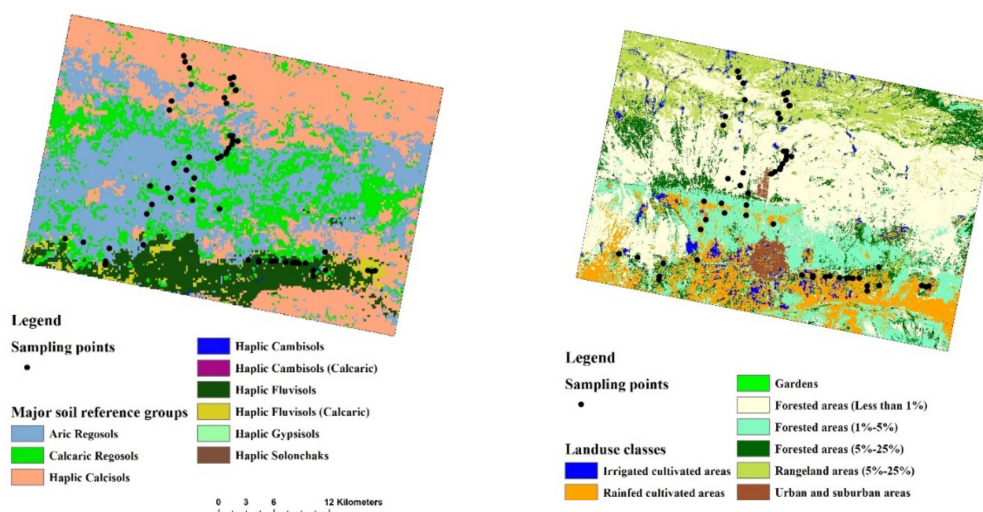 Legend
Sampling points
Major soil reference groups
Aric Regosols
Calcaric Regosols
Haplic Calcisols
Haplic Cambisols
Haplic Cambisols (Calcaric)
Haplic Fluvisols
Haplic Fluvisols (Calcaric)
Haplic Gypsisols
Haplic Solonchaks
0 3 6 12 Kilometers
Legend
Sampling points
Landuse classes
Irrigated cultivated areas
Rainfed cultivated areas
Gardens
Forested areas (Less than 1%)
Forested areas (1%-5%)
Forested areas (5%-25%)
Rangeland areas (5%-25%)
Urban and suburban areas